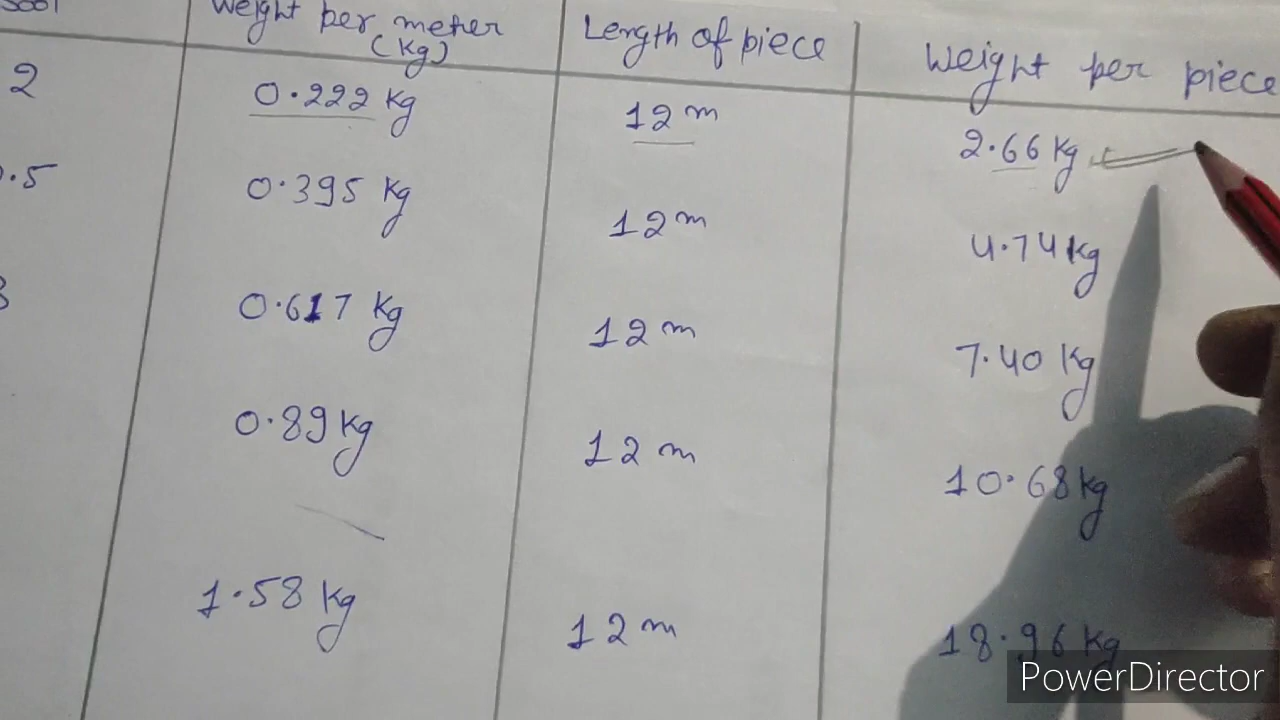 Weight per meter Length of piece Weight per piece
(Kg)
2 0.222 Kg 12 m 2.66 Kg
.5 0.395 Kg 12 m 4.74 Kg
3 0.617 Kg 12 m 7.40 Kg
0.89 Kg 12 m 10.68 Kg
1.58 Kg 12 m 18.96 Kg
PowerDirector